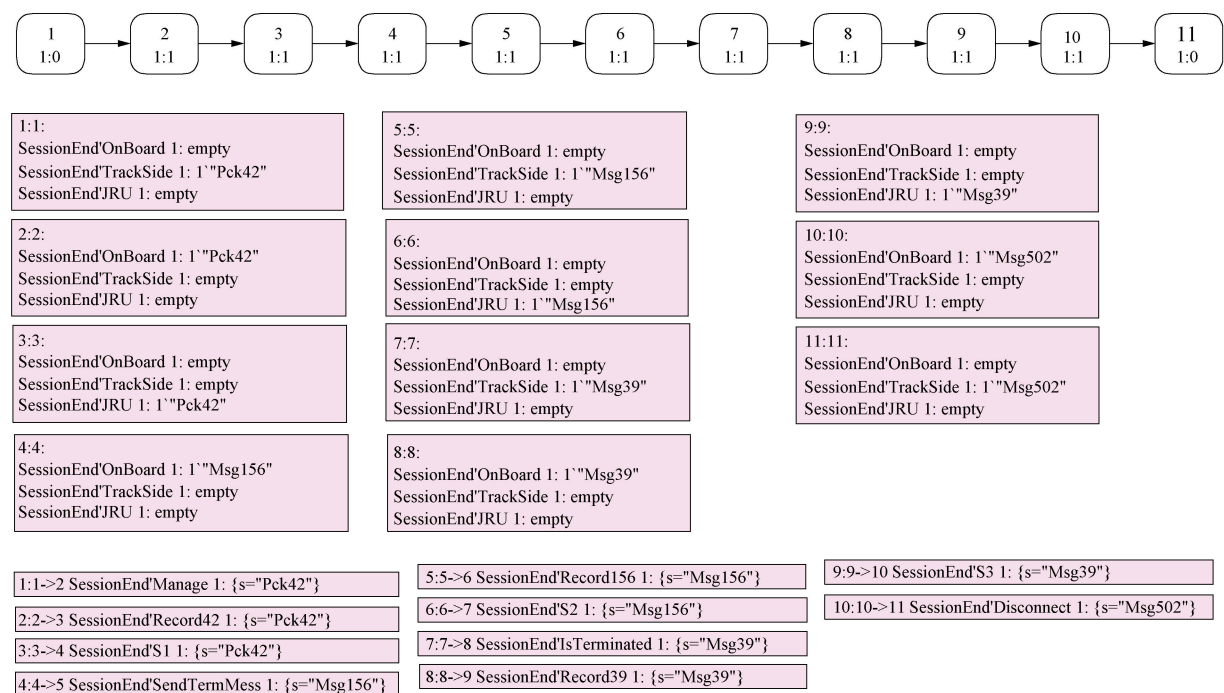 1
1:0
2
1:1
3
1:1
4
1:1
5
1:1
6
1:1
7
1:1
8
1:1
9
1:1
10
1:1
11
1:0
1:1:
SessionEnd'OnBoard 1: empty
SessionEnd'TrackSide 1: 1`"Pck42"
SessionEnd'JRU 1: empty
2:2:
SessionEnd'OnBoard 1: 1`"Pck42"
SessionEnd'TrackSide 1: empty
SessionEnd'JRU 1: empty
3:3:
SessionEnd'OnBoard 1: empty
SessionEnd'TrackSide 1: empty
SessionEnd'JRU 1: 1`"Pck42"
4:4:
SessionEnd'OnBoard 1: 1`"Msg156"
SessionEnd'TrackSide 1: empty
SessionEnd'JRU 1: empty
5:5:
SessionEnd'OnBoard 1: empty
SessionEnd'TrackSide 1: 1`"Msg156"
SessionEnd'JRU 1: empty
6:6:
SessionEnd'OnBoard 1: empty
SessionEnd'TrackSide 1: empty
SessionEnd'JRU 1: 1`"Msg156"
7:7:
SessionEnd'OnBoard 1: empty
SessionEnd'TrackSide 1: 1`"Msg39"
SessionEnd'JRU 1: empty
8:8:
SessionEnd'OnBoard 1: 1`"Msg39"
SessionEnd'TrackSide 1: empty
SessionEnd'JRU 1: empty
9:9:
SessionEnd'OnBoard 1: empty
SessionEnd'TrackSide 1: empty
SessionEnd'JRU 1: 1`"Msg39"
10:10:
SessionEnd'OnBoard 1: 1`"Msg502"
SessionEnd'TrackSide 1: empty
SessionEnd'JRU 1: empty
11:11:
SessionEnd'OnBoard 1: empty
SessionEnd'TrackSide 1: 1`"Msg502"
SessionEnd'JRU 1: empty
1:1->2 SessionEnd'Manage 1: {s="Pck42"}
2:2->3 SessionEnd'Record42 1: {s="Pck42"}
3:3->4 SessionEnd'S1 1: {s="Pck42"}
4:4->5 SessionEnd'SendTermMess 1: {s="Msg156"}
5:5->6 SessionEnd'Record156 1: {s="Msg156"}
6:6->7 SessionEnd'S2 1: {s="Msg156"}
7:7->8 SessionEnd'IsTerminated 1: {s="Msg39"}
8:8->9 SessionEnd'Record39 1: {s="Msg39"}
9:9->10 SessionEnd'S3 1: {s="Msg39"}
10:10->11 SessionEnd'Disconnect 1: {s="Msg502"}